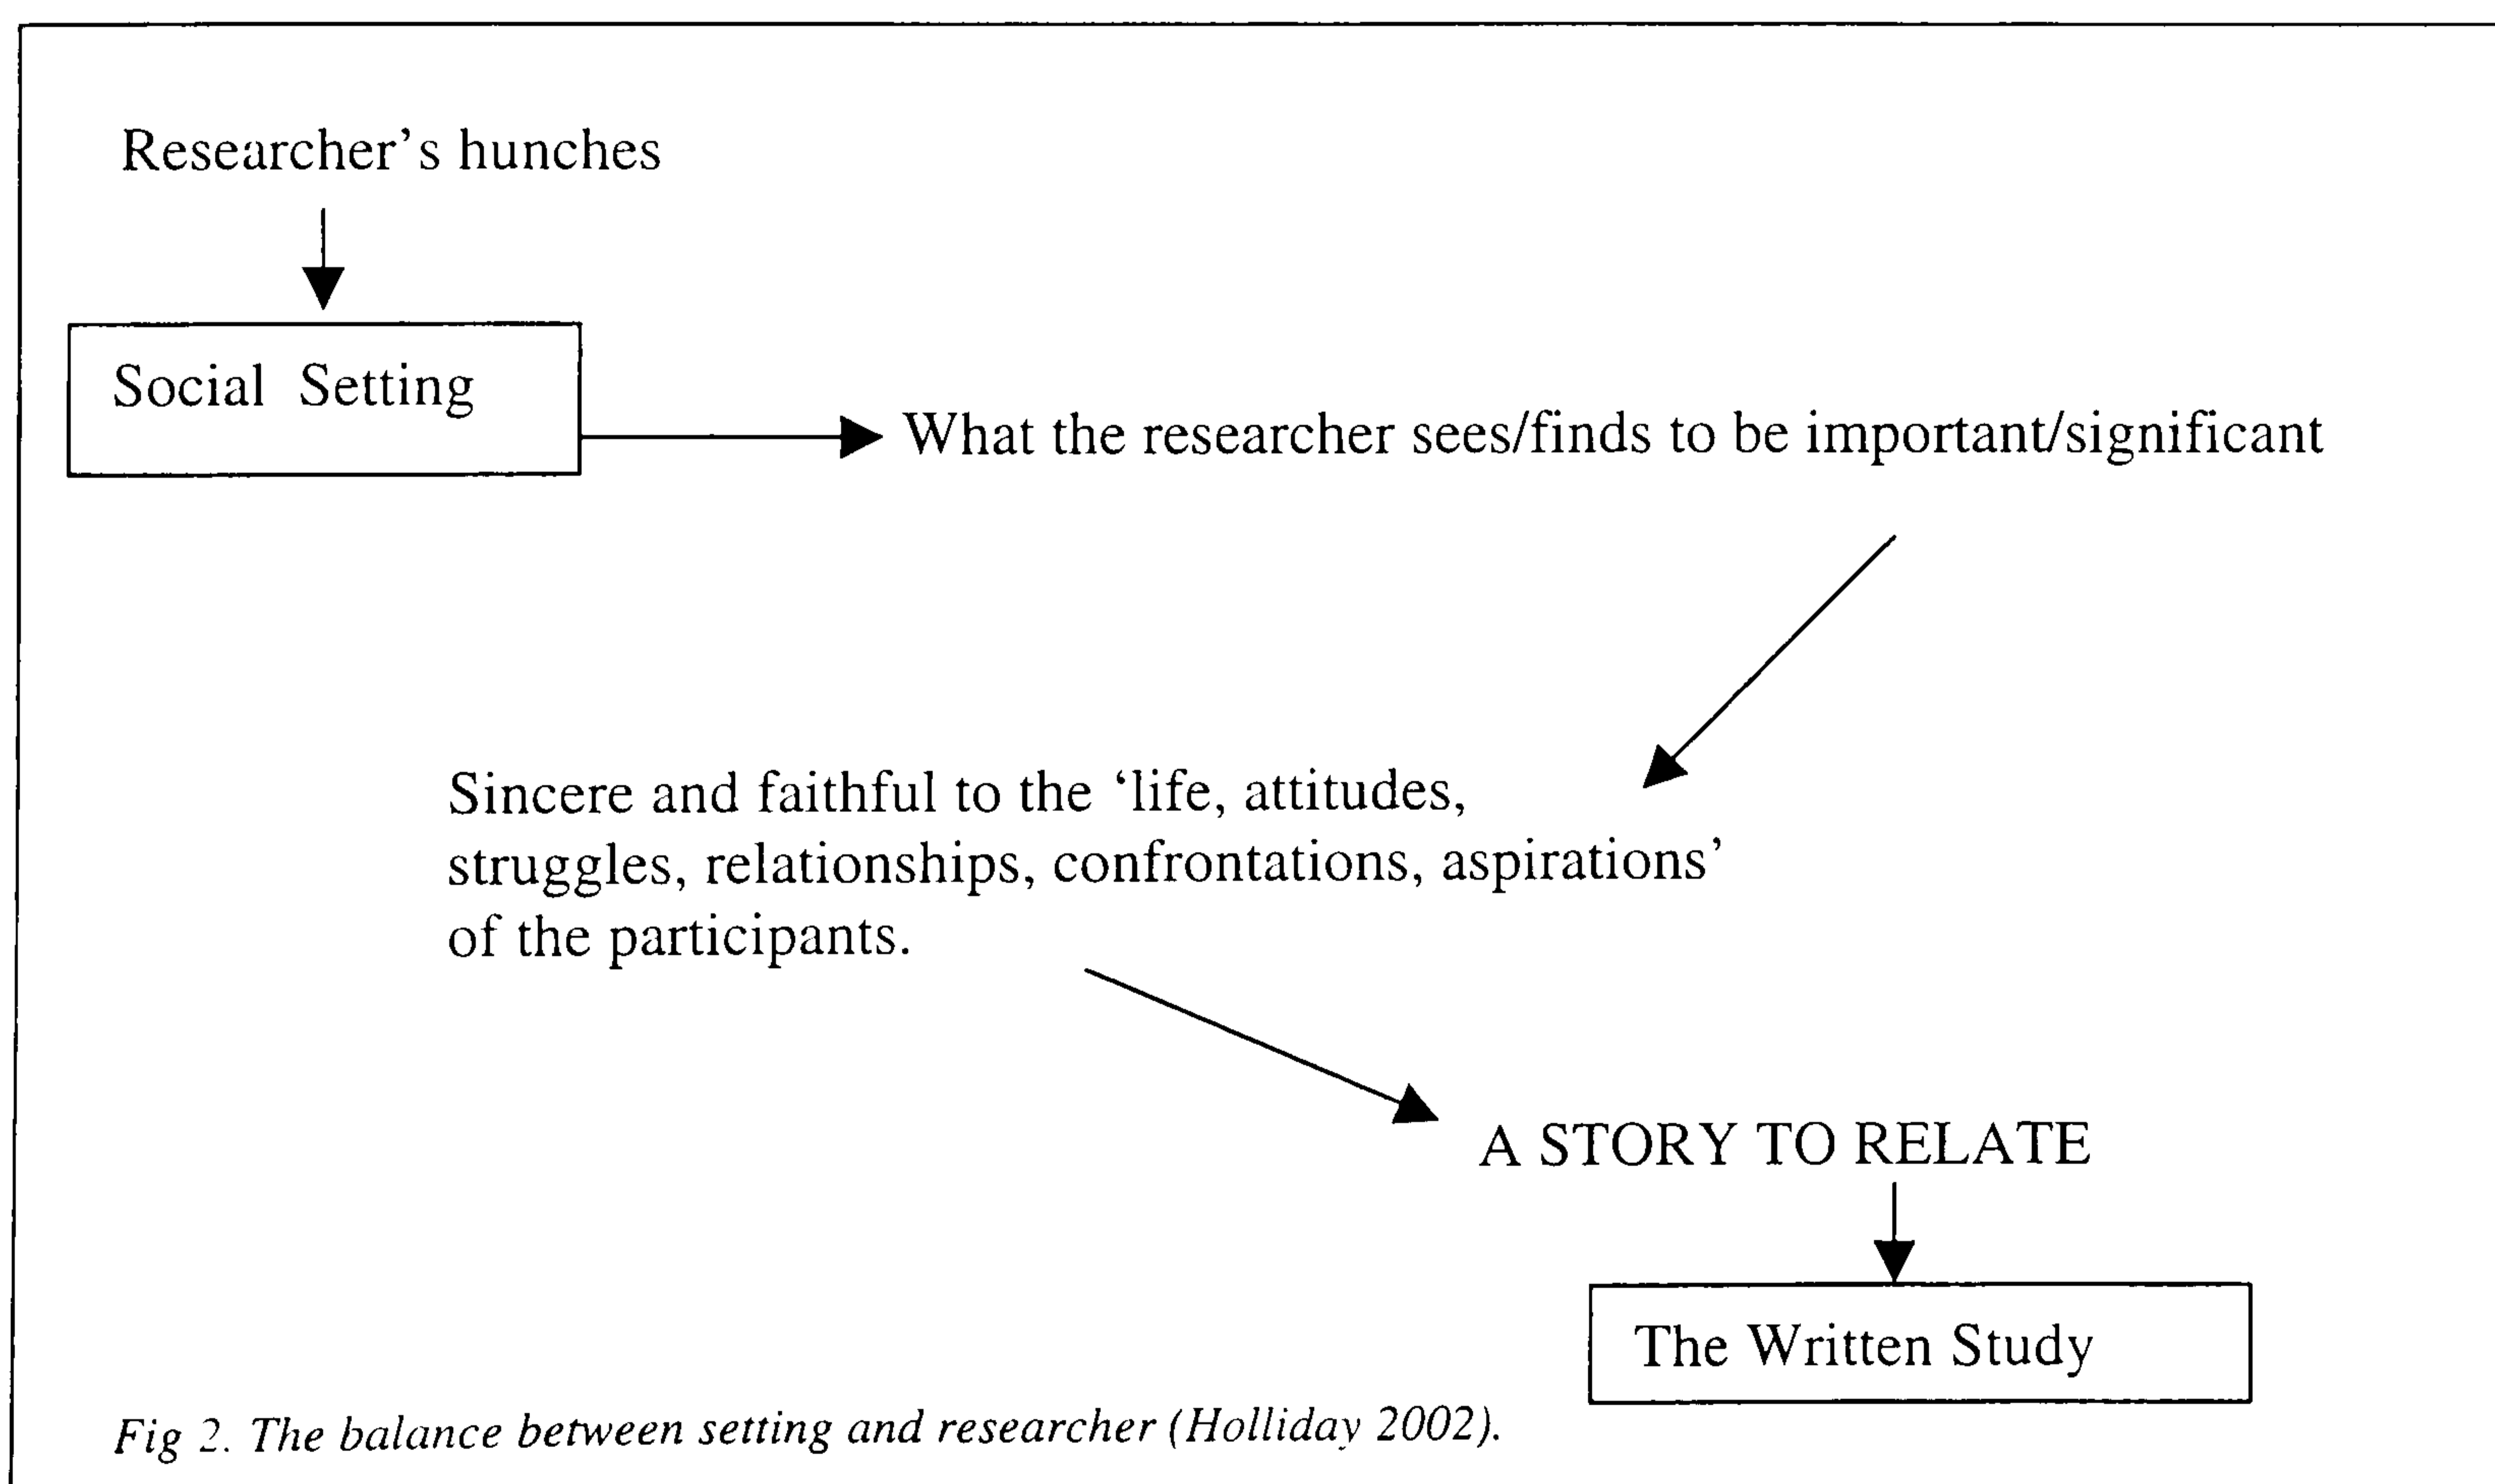 Researcher’s hunches
Social Setting
What the researcher sees/finds to be important/significant
Sincere and faithful to the ‘life, attitudes,
struggles, relationships, confrontations, aspirations’
of the participants.
A STORY TO RELATE
The Written Study
Fig 2. The balance between setting and researcher (Holliday 2002).